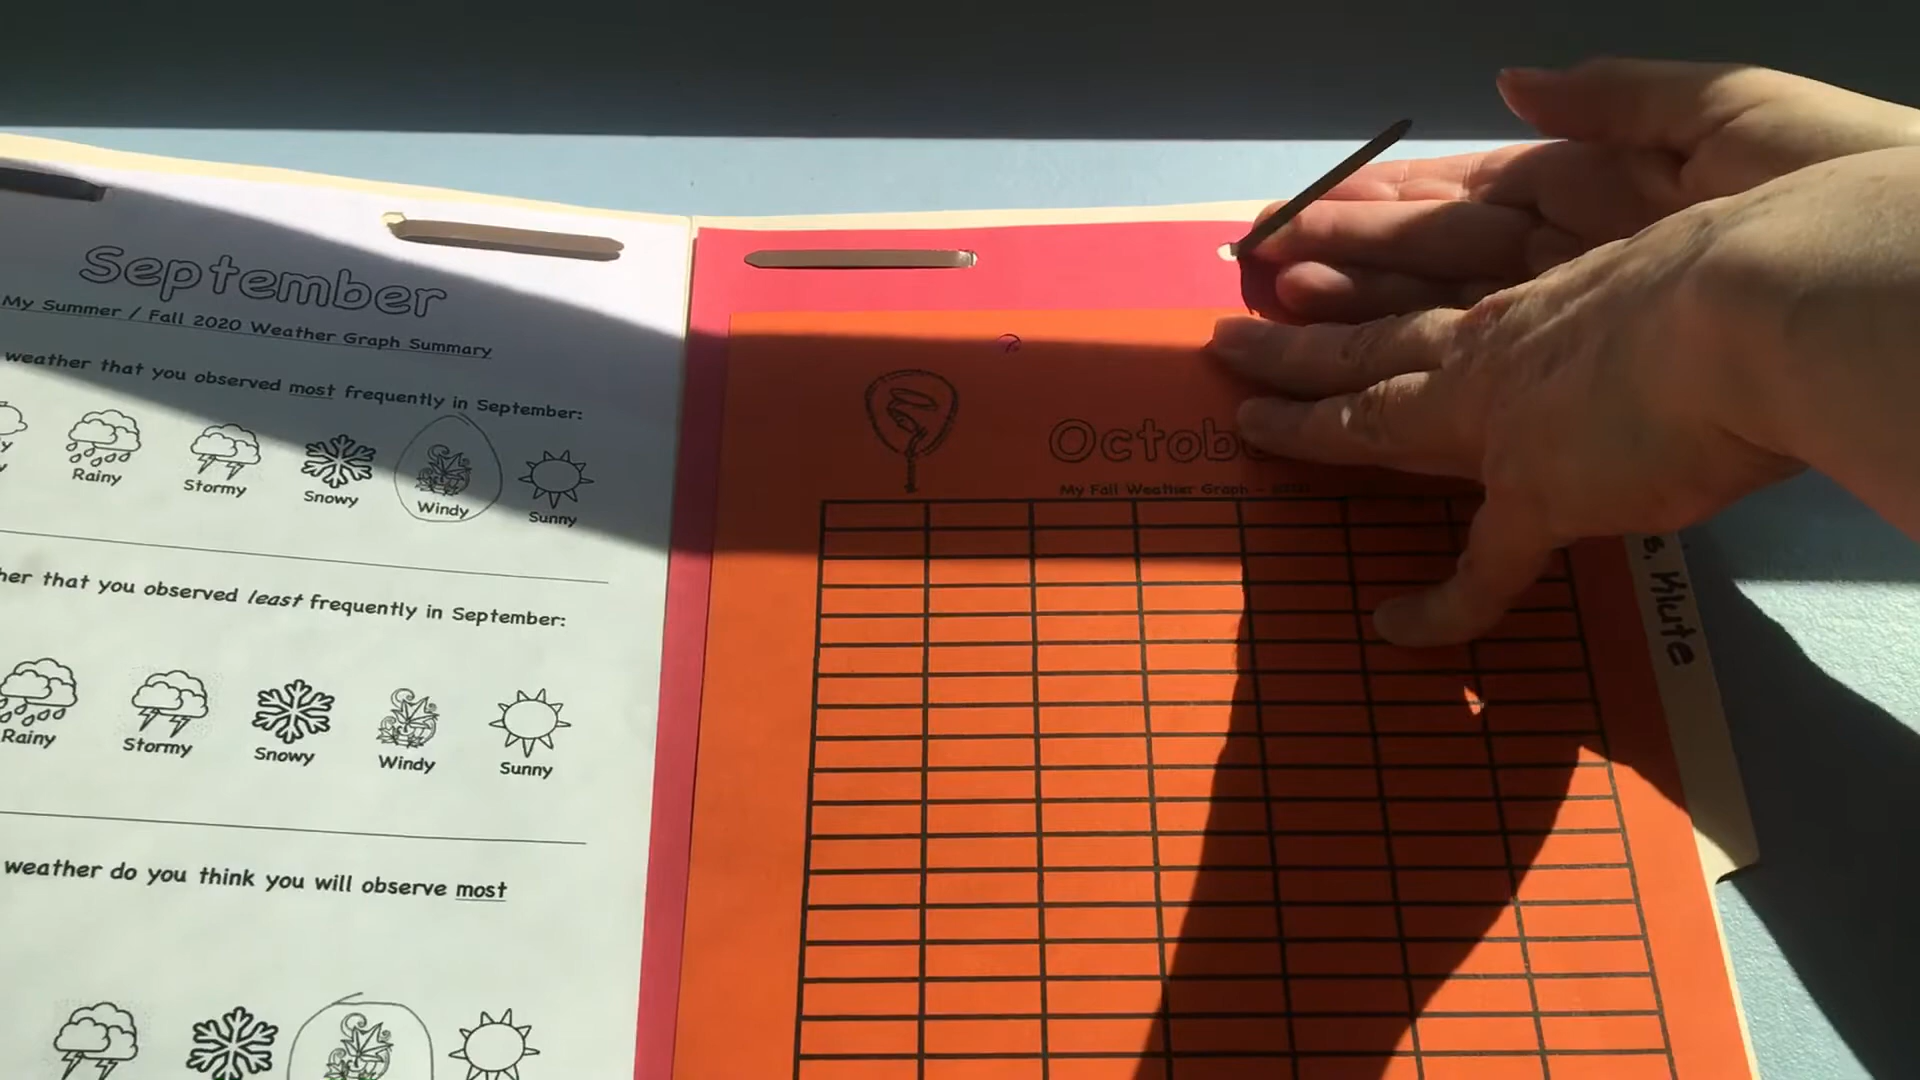 September
My Summer / Fall 2020 Weather Graph Summary
weather that you observed most frequently in September:
Rainy
Stormy
Snowy
Windy
Sunny
that you observed least frequently in September:
Rainy
Stormy
Snowy
Windy
Sunny
weather do you think you will observe most
Octob
My Fall Weather Graph -
Klute